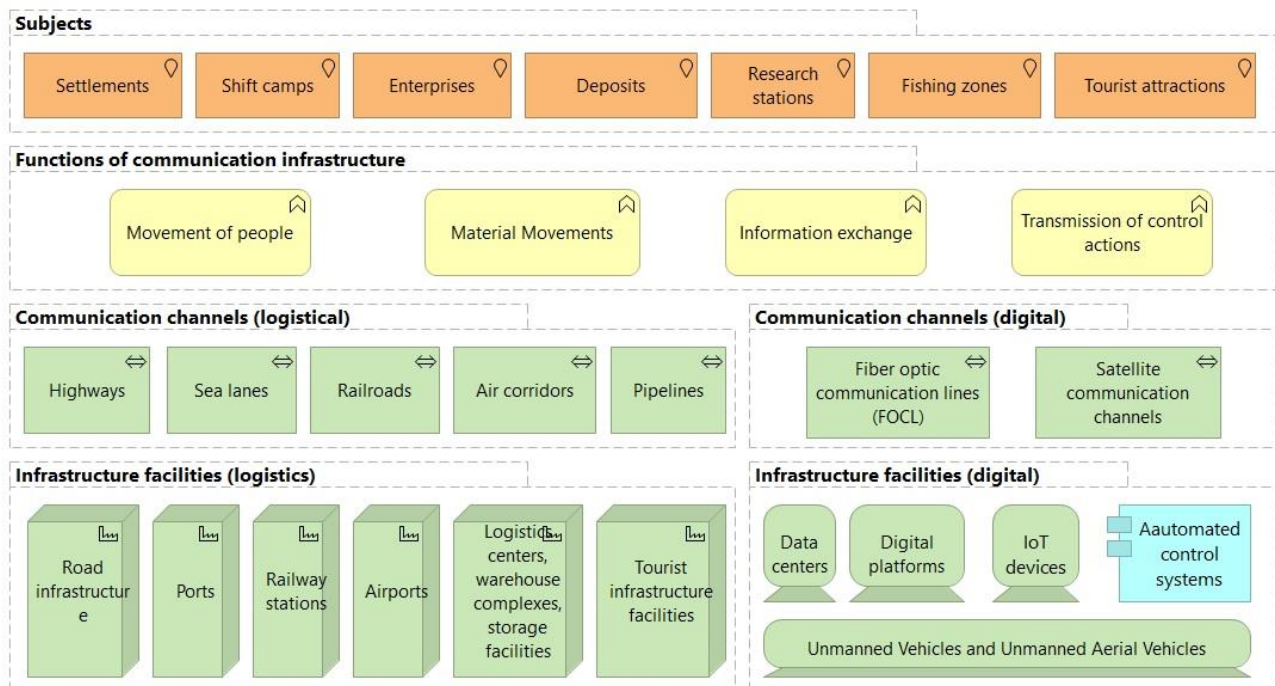 Subjects
Settlements
Shift camps
Enterprises
Deposits
Research
stations
Fishing zones
Tourist attractions
Functions of communication infrastructure
Movement of people
Material Movements
Information exchange
Transmission of control
actions
Communication channels (logistical)
Highways
Sea lanes
Railroads
Air corridors
Pipelines
Communication channels (digital)
Fiber optic
communication lines
(FOCL)
Satellite
communication
channels
Infrastructure facilities (logistics)
Road
infrastructur
e
Ports
Railway
stations
Airports
Logistics
centers,
warehouse
complexes,
storage
facilities
Tourist
infrastructure
facilities
Infrastructure facilities (digital)
Data
centers
Digital
platforms
IoT
devices
Aautomated
control
systems
Unmanned Vehicles and Unmanned Aerial Vehicles